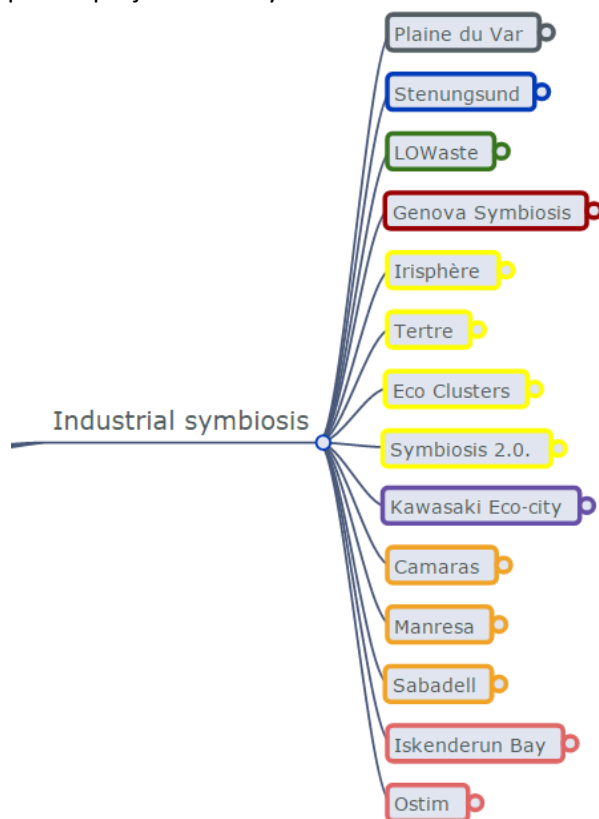 Plaine du Var
Stenungsund
LOWaste
Genova Symbiosis
Irisphère
Tertre
Eco Clusters
Industrial symbiosis
Symbiosis 2.0.
Kawasaki Eco-city
Camaras
Manresa
Sabadell
Iskenderun Bay
Ostim